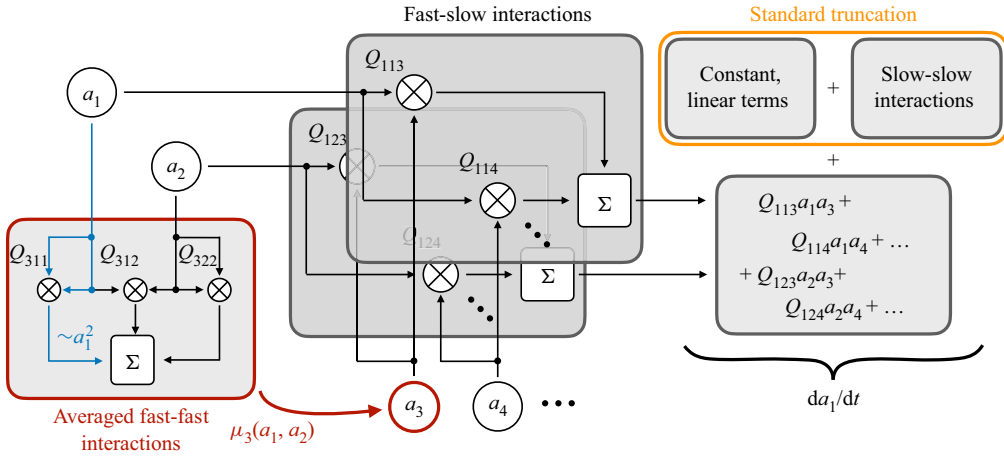 Fast-slow interactions
Standard truncation
Q₁₁₃
a₁
Constant,
linear terms
+
Slow-slow
interactions
Q₁₂₃
a₂
Q₁₁₄
+
Σ
Q₁₁₃a₁a₃ +
Q₁₁₄a₁a₄ + …
+ Q₁₂₃a₂a₃ +
Q₁₂₄a₂a₄ + …
Q₁₂₄
Σ
Q₃₁₁ Q₃₁₂ Q₃₂₂
~a₁²
Σ
a₃
a₄
da₁/dt
Averaged fast-fast
interactions
μ₃(a₁, a₂)